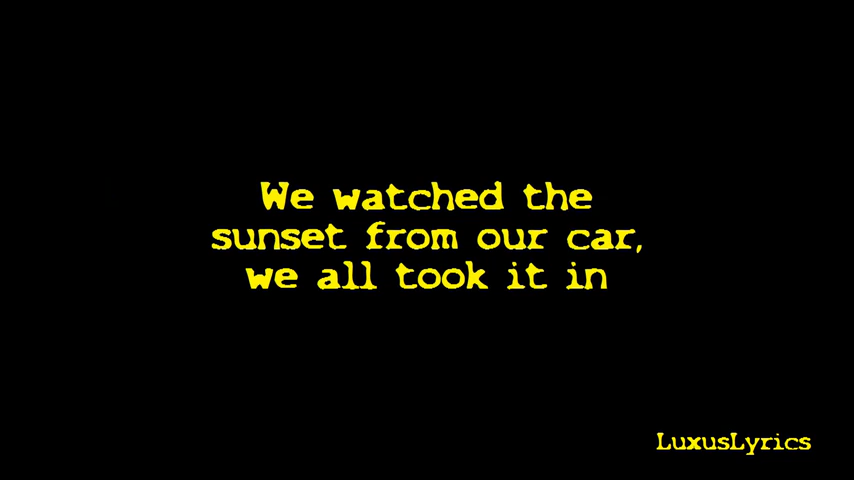 We watched the
sunset from our car,
we all took it in
LuxusLyrics